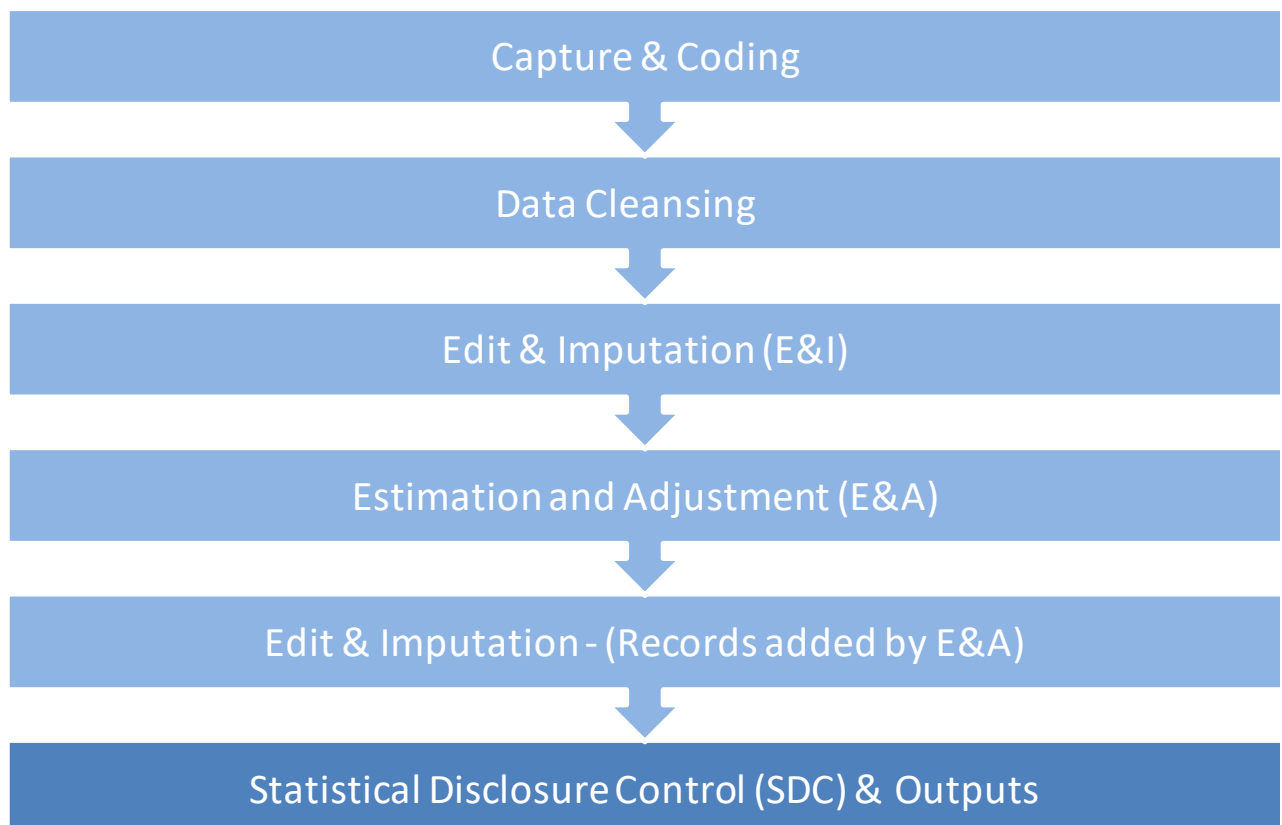 Capture & Coding
Data Cleansing
Edit & Imputation (E&I)
Estimation and Adjustment (E&A)
Edit & Imputation - (Records added by E&A)
Statistical Disclosure Control (SDC) & Outputs